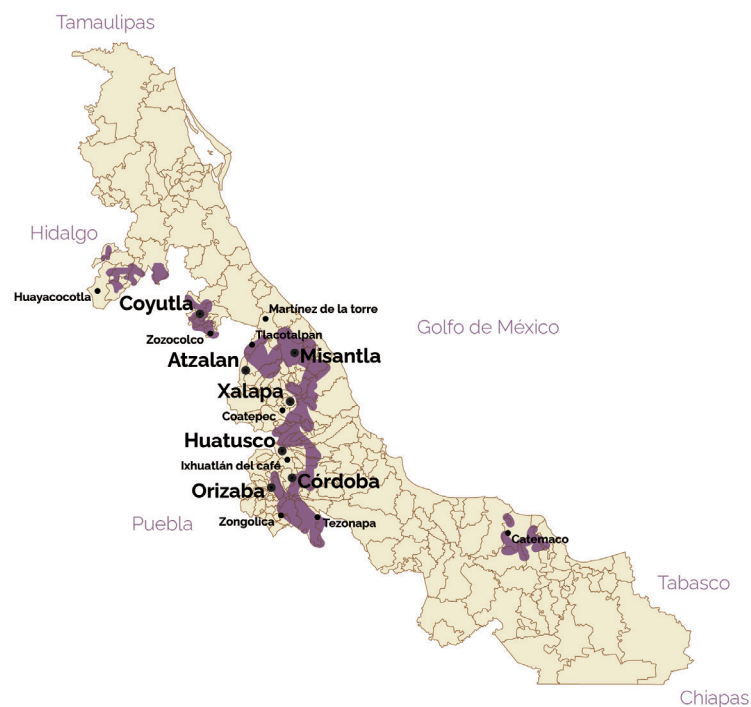 Tamaulipas
Hidalgo
Huayacocotla
Coyutla
Martínez de la torre
Golfo de México
Zozocolco
Tlacotalpan
Atzalan
Misantla
Xalapa
Coatepec
Huatusco
Ixhuatlán del café
Córdoba
Orizaba
Puebla
Zongolica
Tezonapa
Catemaco
Tabasco
Chiapas